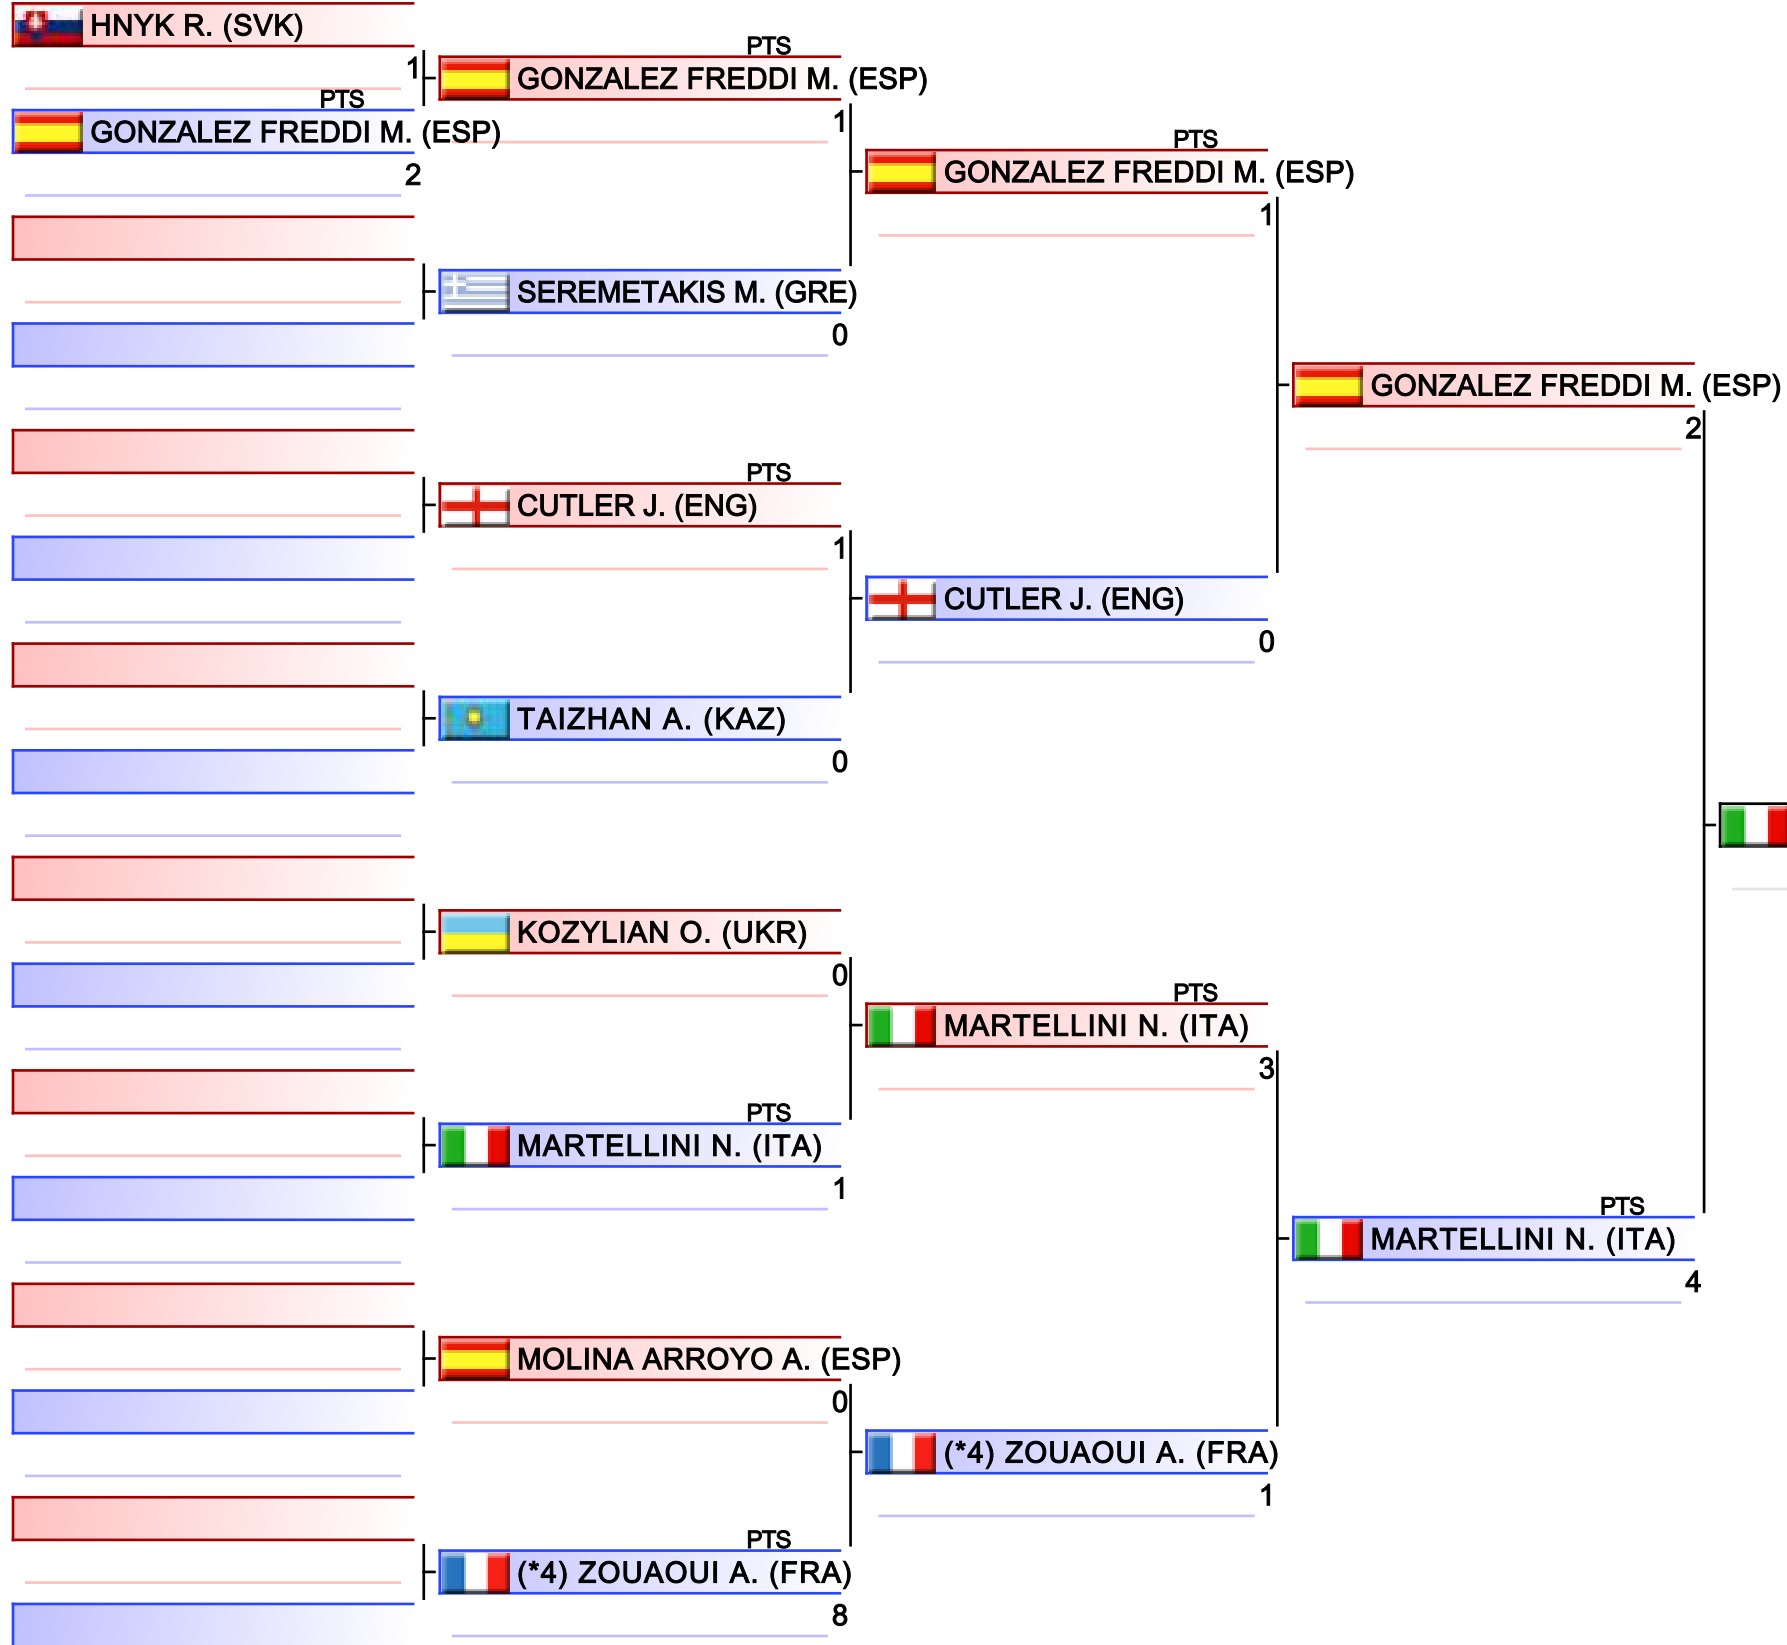 HNYK R. (SVK)
1
PTS
GONZALEZ FREDDI M. (ESP)
2
PTS
GONZALEZ FREDDI M. (ESP)
1
SEREMETAKIS M. (GRE)
0
PTS
CUTLER J. (ENG)
1
TAIZHAN A. (KAZ)
0
KOZYLIAN O. (UKR)
0
PTS
MARTELLINI N. (ITA)
1
MOLINA ARROYO A. (ESP)
0
PTS
(*4) ZOUAOUI A. (FRA)
8
PTS
GONZALEZ FREDDI M. (ESP)
1
CUTLER J. (ENG)
0
PTS
MARTELLINI N. (ITA)
3
(*4) ZOUAOUI A. (FRA)
1
GONZALEZ FREDDI M. (ESP)
2
PTS
MARTELLINI N. (ITA)
4